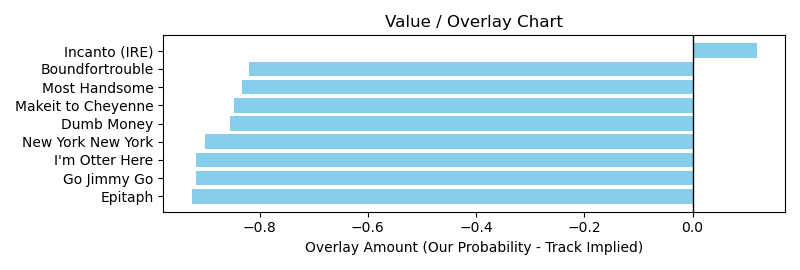 Value / Overlay Chart
Incanto (IRE)
Boundfortrouble
Most Handsome
Makeit to Cheyenne
Dumb Money
New York New York
I'm Otter Here
Go Jimmy Go
Epitaph
−0.8 −0.6 −0.4 −0.2 0.0
Overlay Amount (Our Probability - Track Implied)